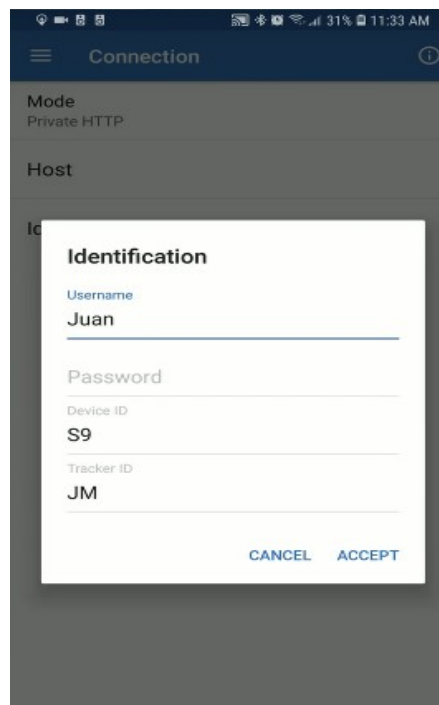 31% 11:33 AM
Connection
Mode
Private HTTP
Host
Identification
Username
Juan
Password
Device ID
S9
Tracker ID
JM
CANCEL ACCEPT